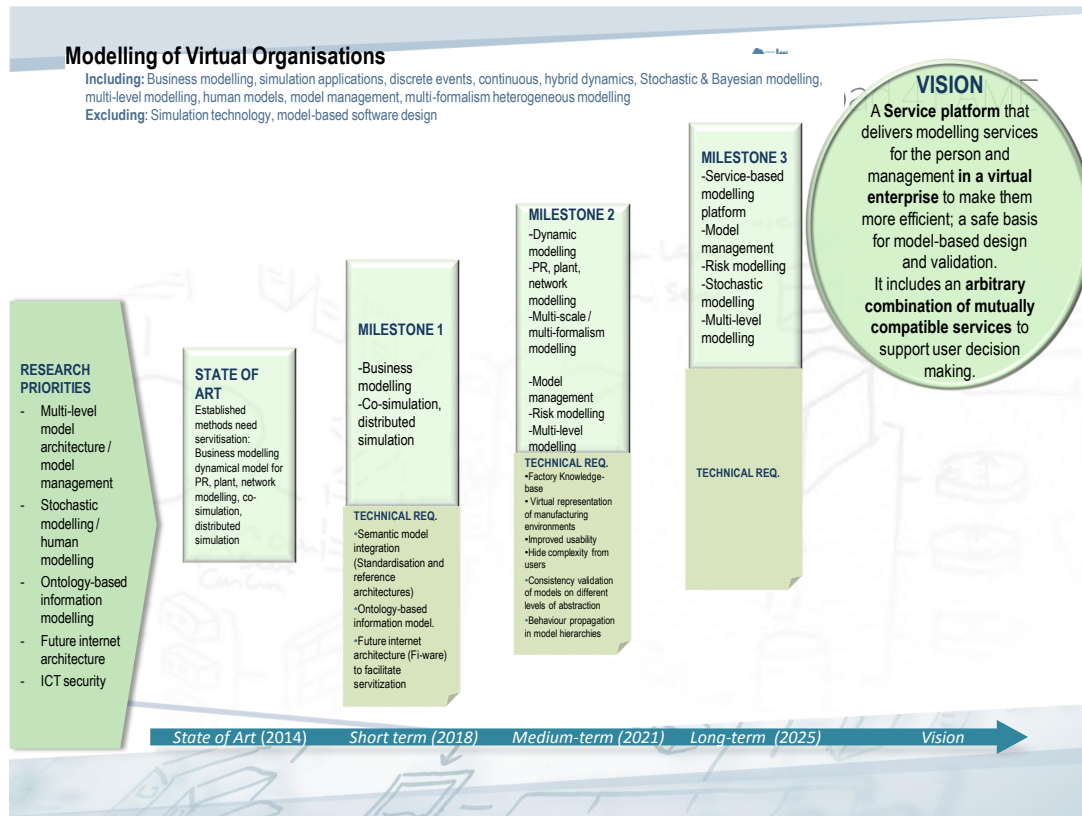 Modelling of Virtual Organisations
Including: Business modelling, simulation applications, discrete events, continuous, hybrid dynamics, Stochastic & Bayesian modelling,
multi-level modelling, human models, model management, multi-formalism heterogeneous modelling
Excluding: Simulation technology, model-based software design
RESEARCH
PRIORITIES
- Multi-level
model
architecture /
model
management
- Stochastic
modelling /
human
modelling
- Ontology-based
information
modelling
- Future internet
architecture
- ICT security
STATE OF
ART
Established
methods need
servitisation:
Business modelling
dynamical model for
PR, plant, network
modelling, co-
simulation,
distributed
simulation
MILESTONE 1
-Business
modelling
-Co-simulation,
distributed
simulation
TECHNICAL REQ.
•Semantic model
integration
(Standardisation and
reference
architectures)
•Ontology-based
information model.
•Future internet
architecture (Fi-ware)
to facilitate
servitization
MILESTONE 2
-Dynamic
modelling
-PR, plant,
network
modelling
-Multi-scale /
multi-formalism
modelling
-Model
management
-Risk modelling
-Multi-level
modelling
TECHNICAL REQ.
•Factory Knowledge-
base
• Virtual representation
of manufacturing
environments
•Improved usability
•Hide complexity from
users
•Consistency validation
of models on different
levels of abstraction
•Behaviour propagation
in model hierarchies
MILESTONE 3
-Service-based
modelling
platform
-Model
management
-Risk modelling
-Stochastic
modelling
-Multi-level
modelling
TECHNICAL REQ.
VISION
A Service platform that
delivers modelling services
for the person and
management in a virtual
enterprise to make them
more efficient; a safe basis
for model-based design
and validation.
It includes an arbitrary
combination of mutually
compatible services to
support user decision
making.
State of Art (2014) Short term (2018) Medium-term (2021) Long-term (2025) Vision